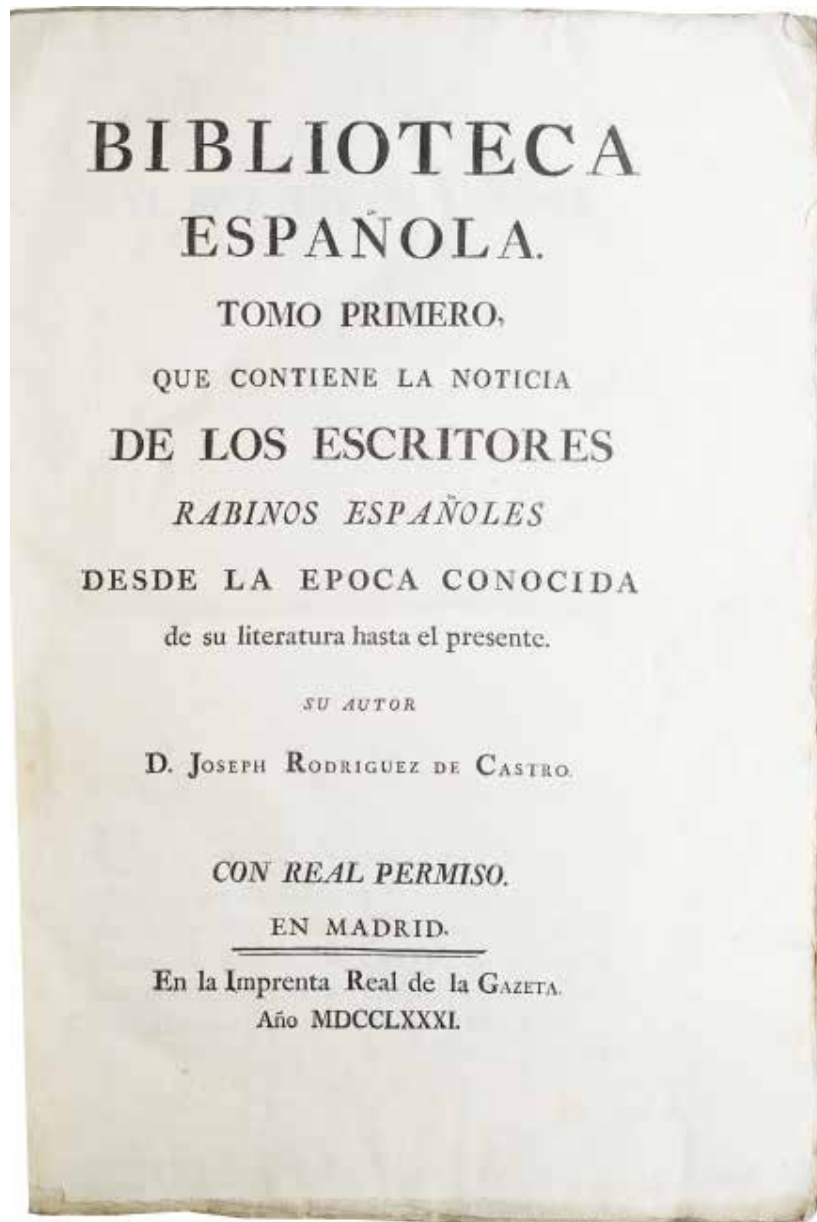 BIBLIOTECA
ESPAÑOLA.
TOMO PRIMERO,
QUE CONTIENE LA NOTICIA
DE LOS ESCRITORES
RABINOS ESPAÑOLES
DESDE LA EPOCA CONOCIDA
de su literatura hasta el presente.
SU AUTOR
D. JOSEPH RODRIGUEZ DE CASTRO.
CON REAL PERMISO.
EN MADRID.
En la Imprenta Real de la GAZETA.
Año MDCCLXXXI.